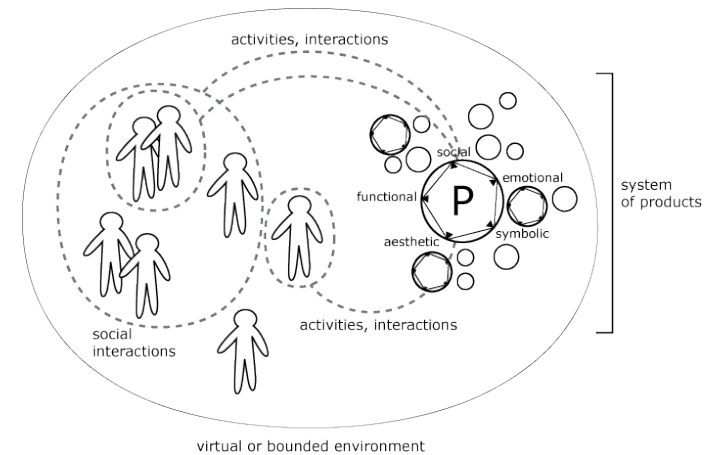 activities, interactions
social
emotional
functional
P
symbolic
aesthetic
system
of products
activities, interactions
social
interactions
virtual or bounded environment